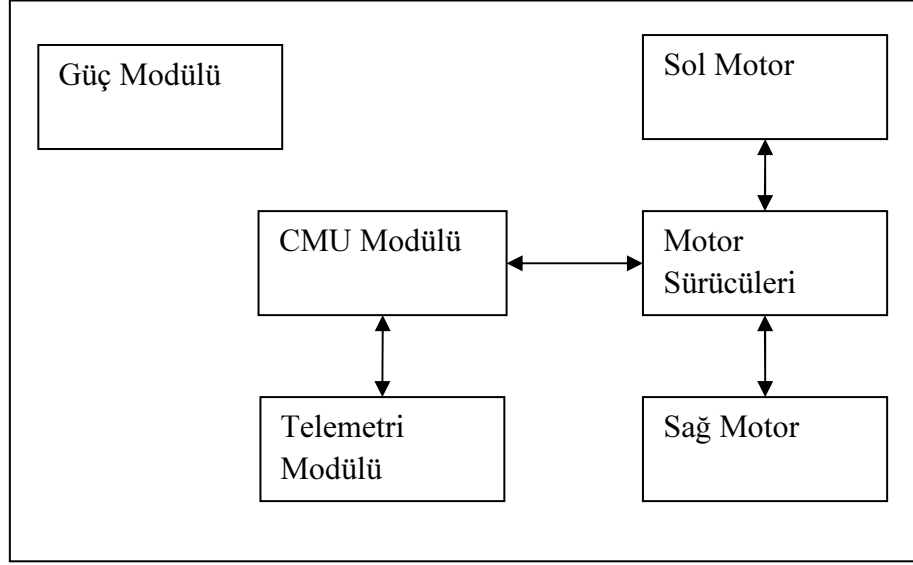 Güç Modülü
Sol Motor
CMU Modülü
Motor
Sürücüleri
Telemetri
Modülü
Sağ Motor